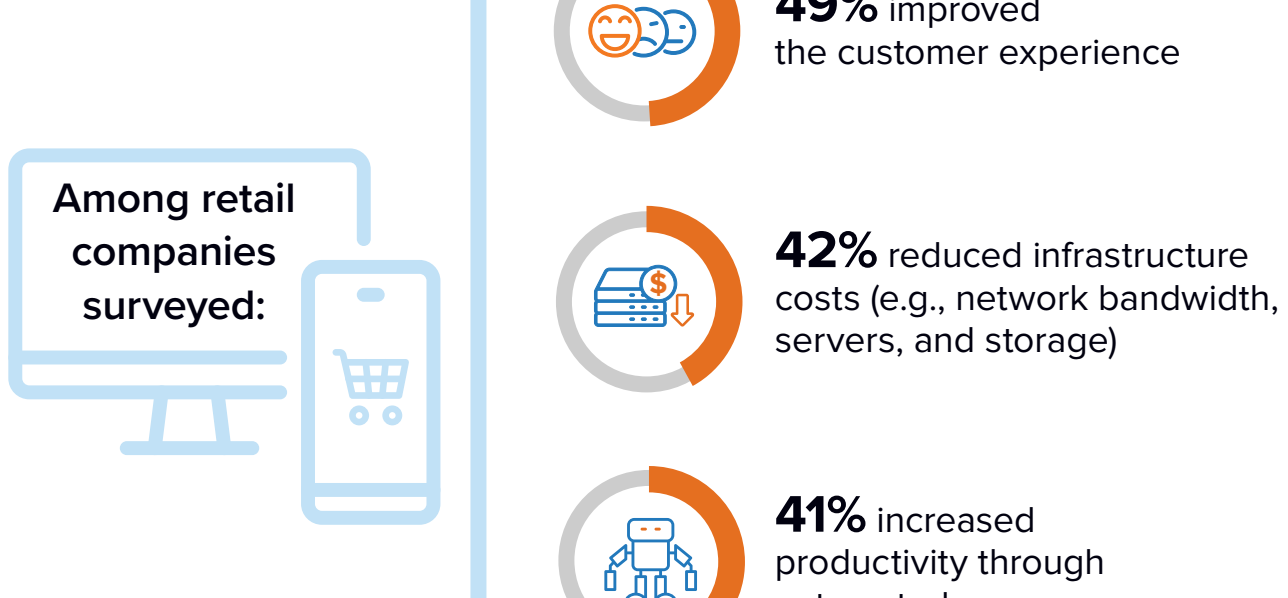 Among retail
companies
surveyed:
49% improved
the customer experience
42% reduced infrastructure
costs (e.g., network bandwidth,
servers, and storage)
$
41% increased
productivity through